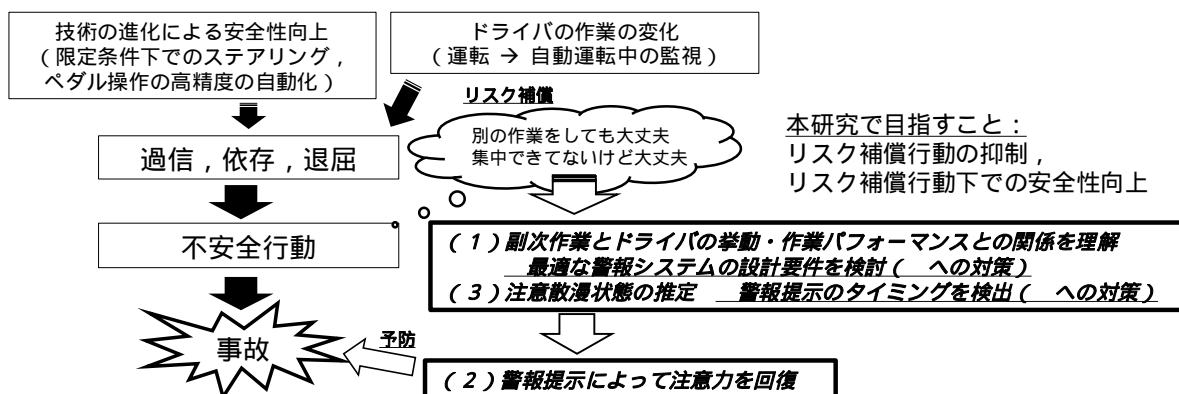 技術の進化による安全性向上
(限定条件下でのステアリング,
ペダル操作の高精度の自動化)
ドライバの作業の変化
(運転 → 自動運転中の監視)
リスク補償
別の作業をしても大丈夫
集中できてないけど大丈夫
本研究で目指すこと:
リスク補償行動の抑制,
リスク補償行動下での安全性向上
過信,依存,退屈
不安全行動
(1)副次作業とドライバの挙動・作業パフォーマンスとの関係を理解
最適な警報システムの設計要件を検討( への対策)
(3)注意散漫状態の推定 警報提示のタイミングを検出( への対策)
事故
予防
(2)警報提示によって注意力を回復